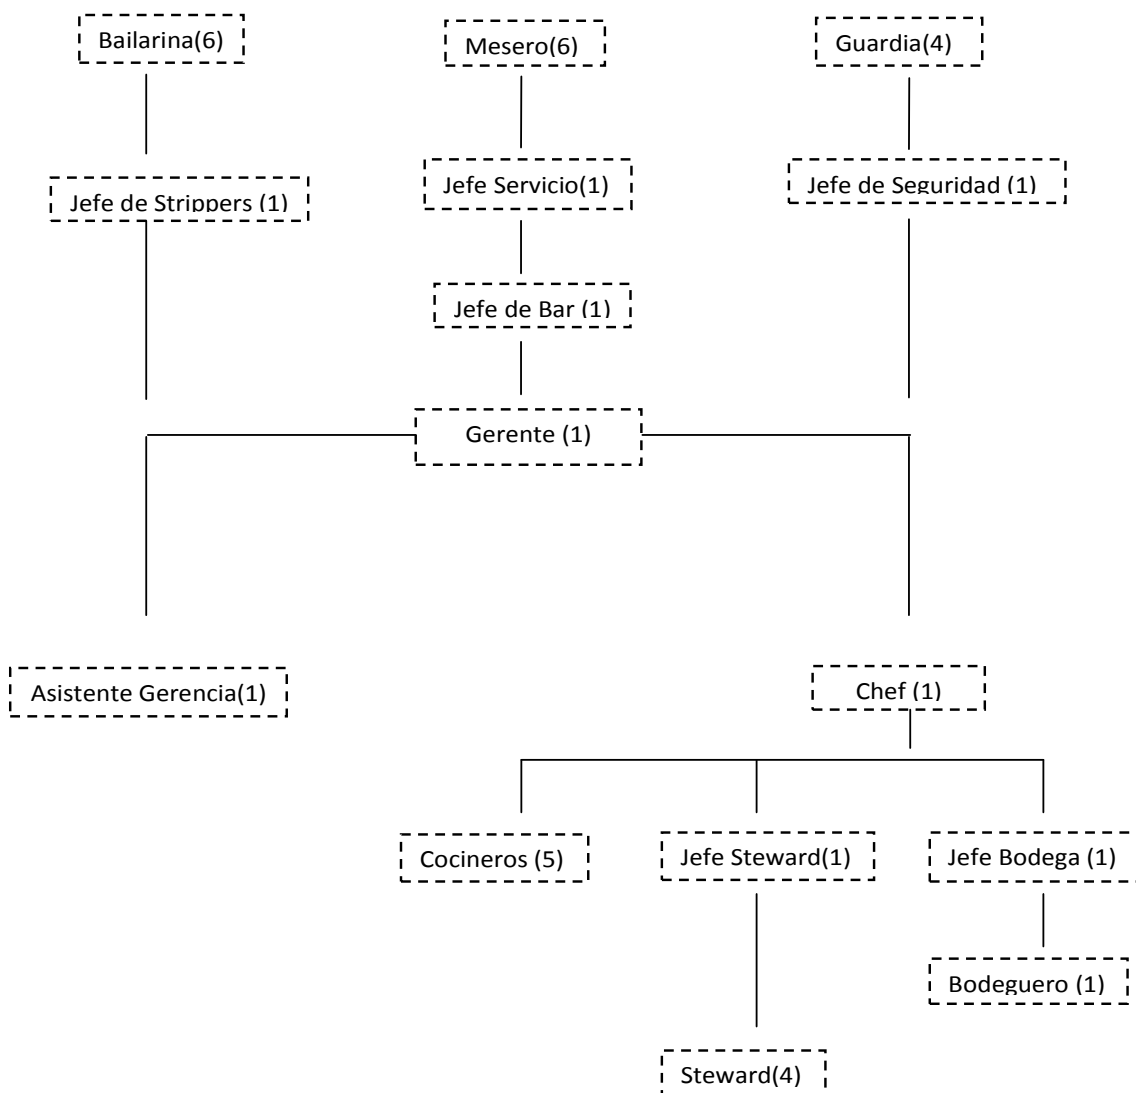 Bailarina(6)
Mesero(6)
Guardia(4)
Jefe de Strippers (1)
Jefe Servicio(1)
Jefe de Seguridad (1)
Jefe de Bar (1)
Gerente (1)
Asistente Gerencia(1)
Chef (1)
Cocineros (5)
Jefe Steward(1)
Jefe Bodega (1)
Bodeguero (1)
Steward(4)